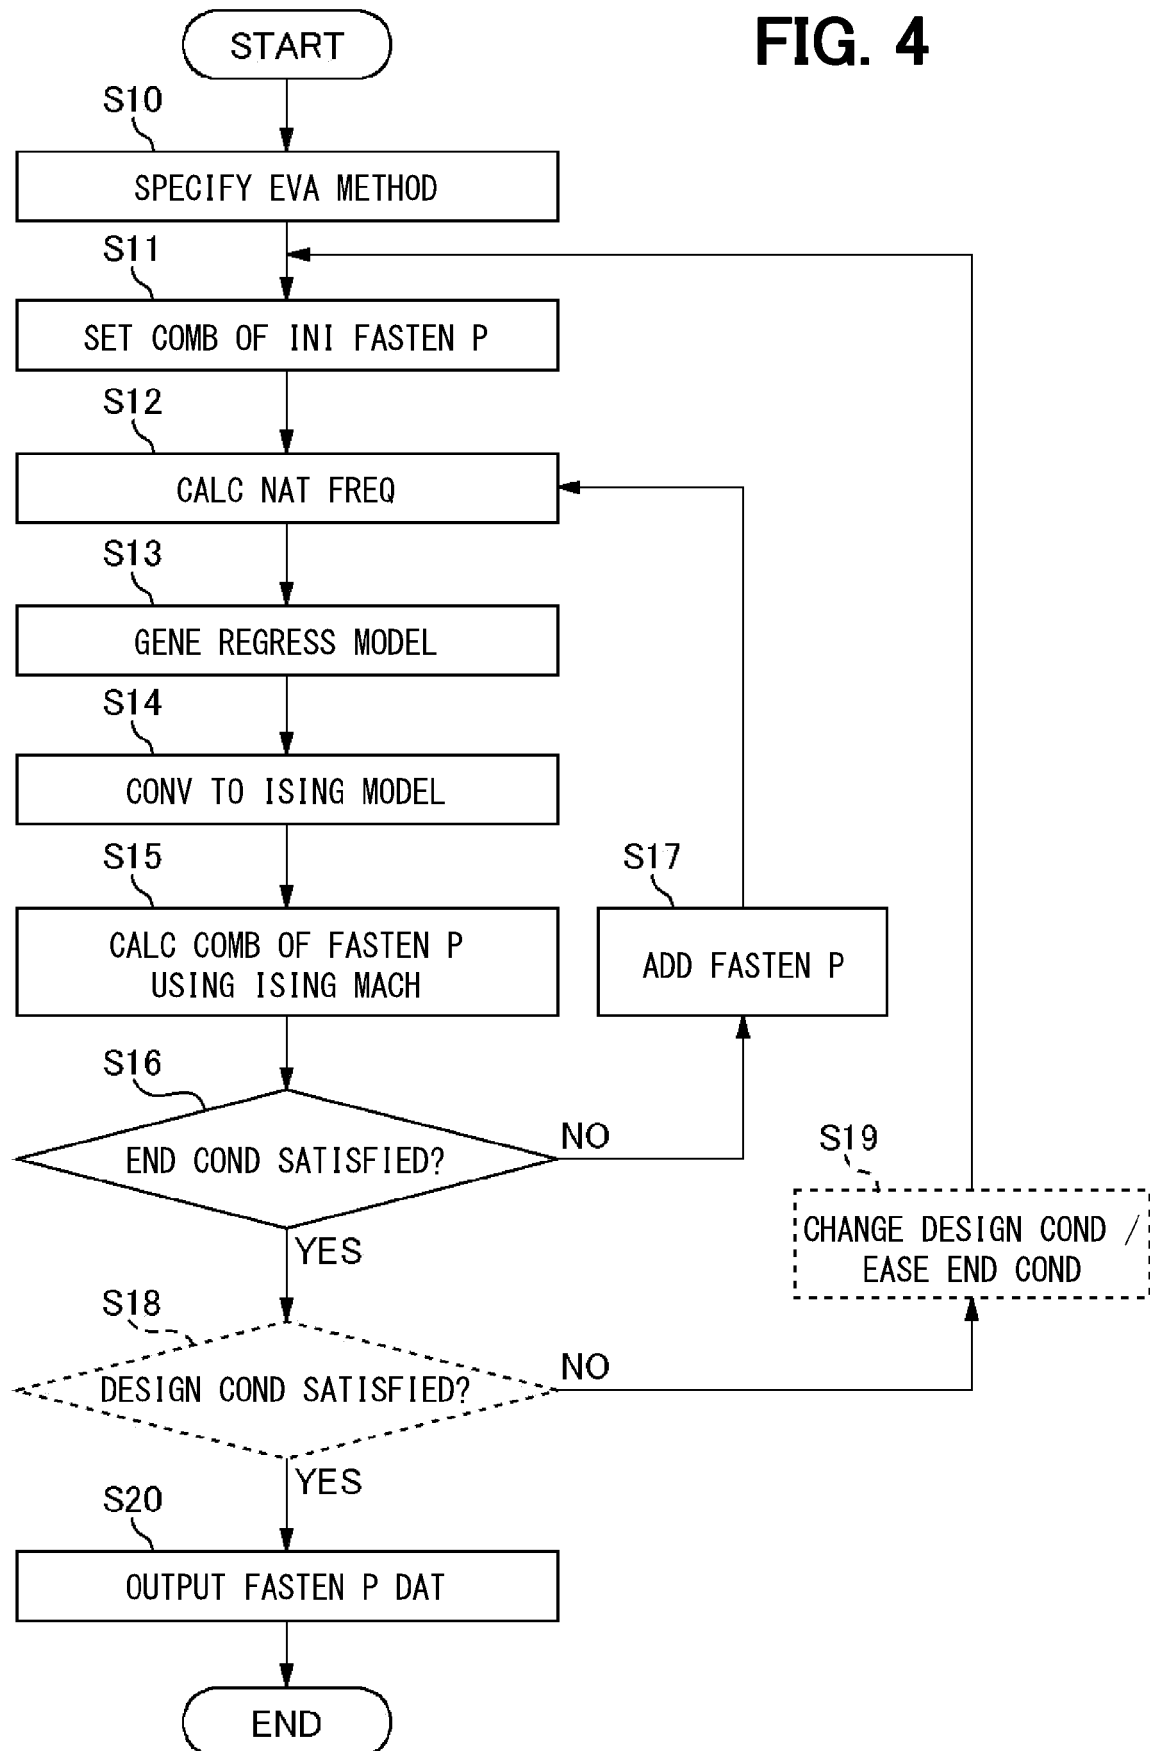 FIG. 4
START
S10
SPECIFY EVA METHOD
S11
SET COMB OF INI FASTEN P
S12
CALC NAT FREQ
S13
GENE REGRESS MODEL
S14
CONV TO ISING MODEL
S15
CALC COMB OF FASTEN P
USING ISING MACH
S17
ADD FASTEN P
S16
END COND SATISFIED?
NO
YES
S19
CHANGE DESIGN COND /
EASE END COND
S18
DESIGN COND SATISFIED?
NO
YES
S20
OUTPUT FASTEN P DAT
END